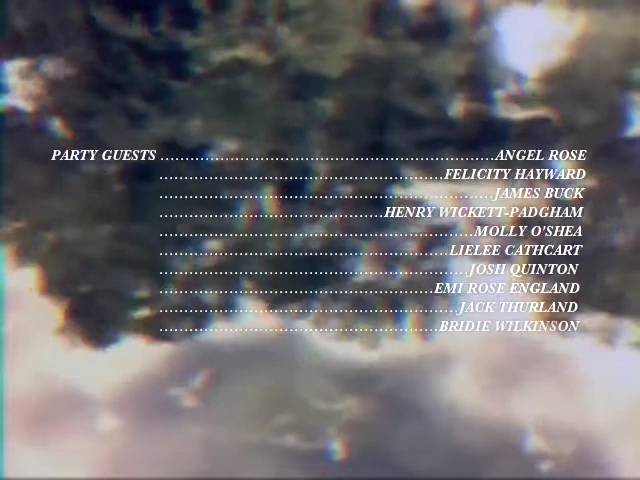 PARTY GUESTS ......................................................................ANGEL ROSE
...........................................................FELICITY HAYWARD
......................................................................JAMES BUCK
...............................................HENRY WICKETT-PADGHAM
..................................................................MOLLY O'SHEA
............................................................LIELEE CATHCART
.................................................................JOSH QUINTON
.........................................................EMI ROSE ENGLAND
..............................................................JACK THURLAND
..........................................................BRIDIE WILKINSON